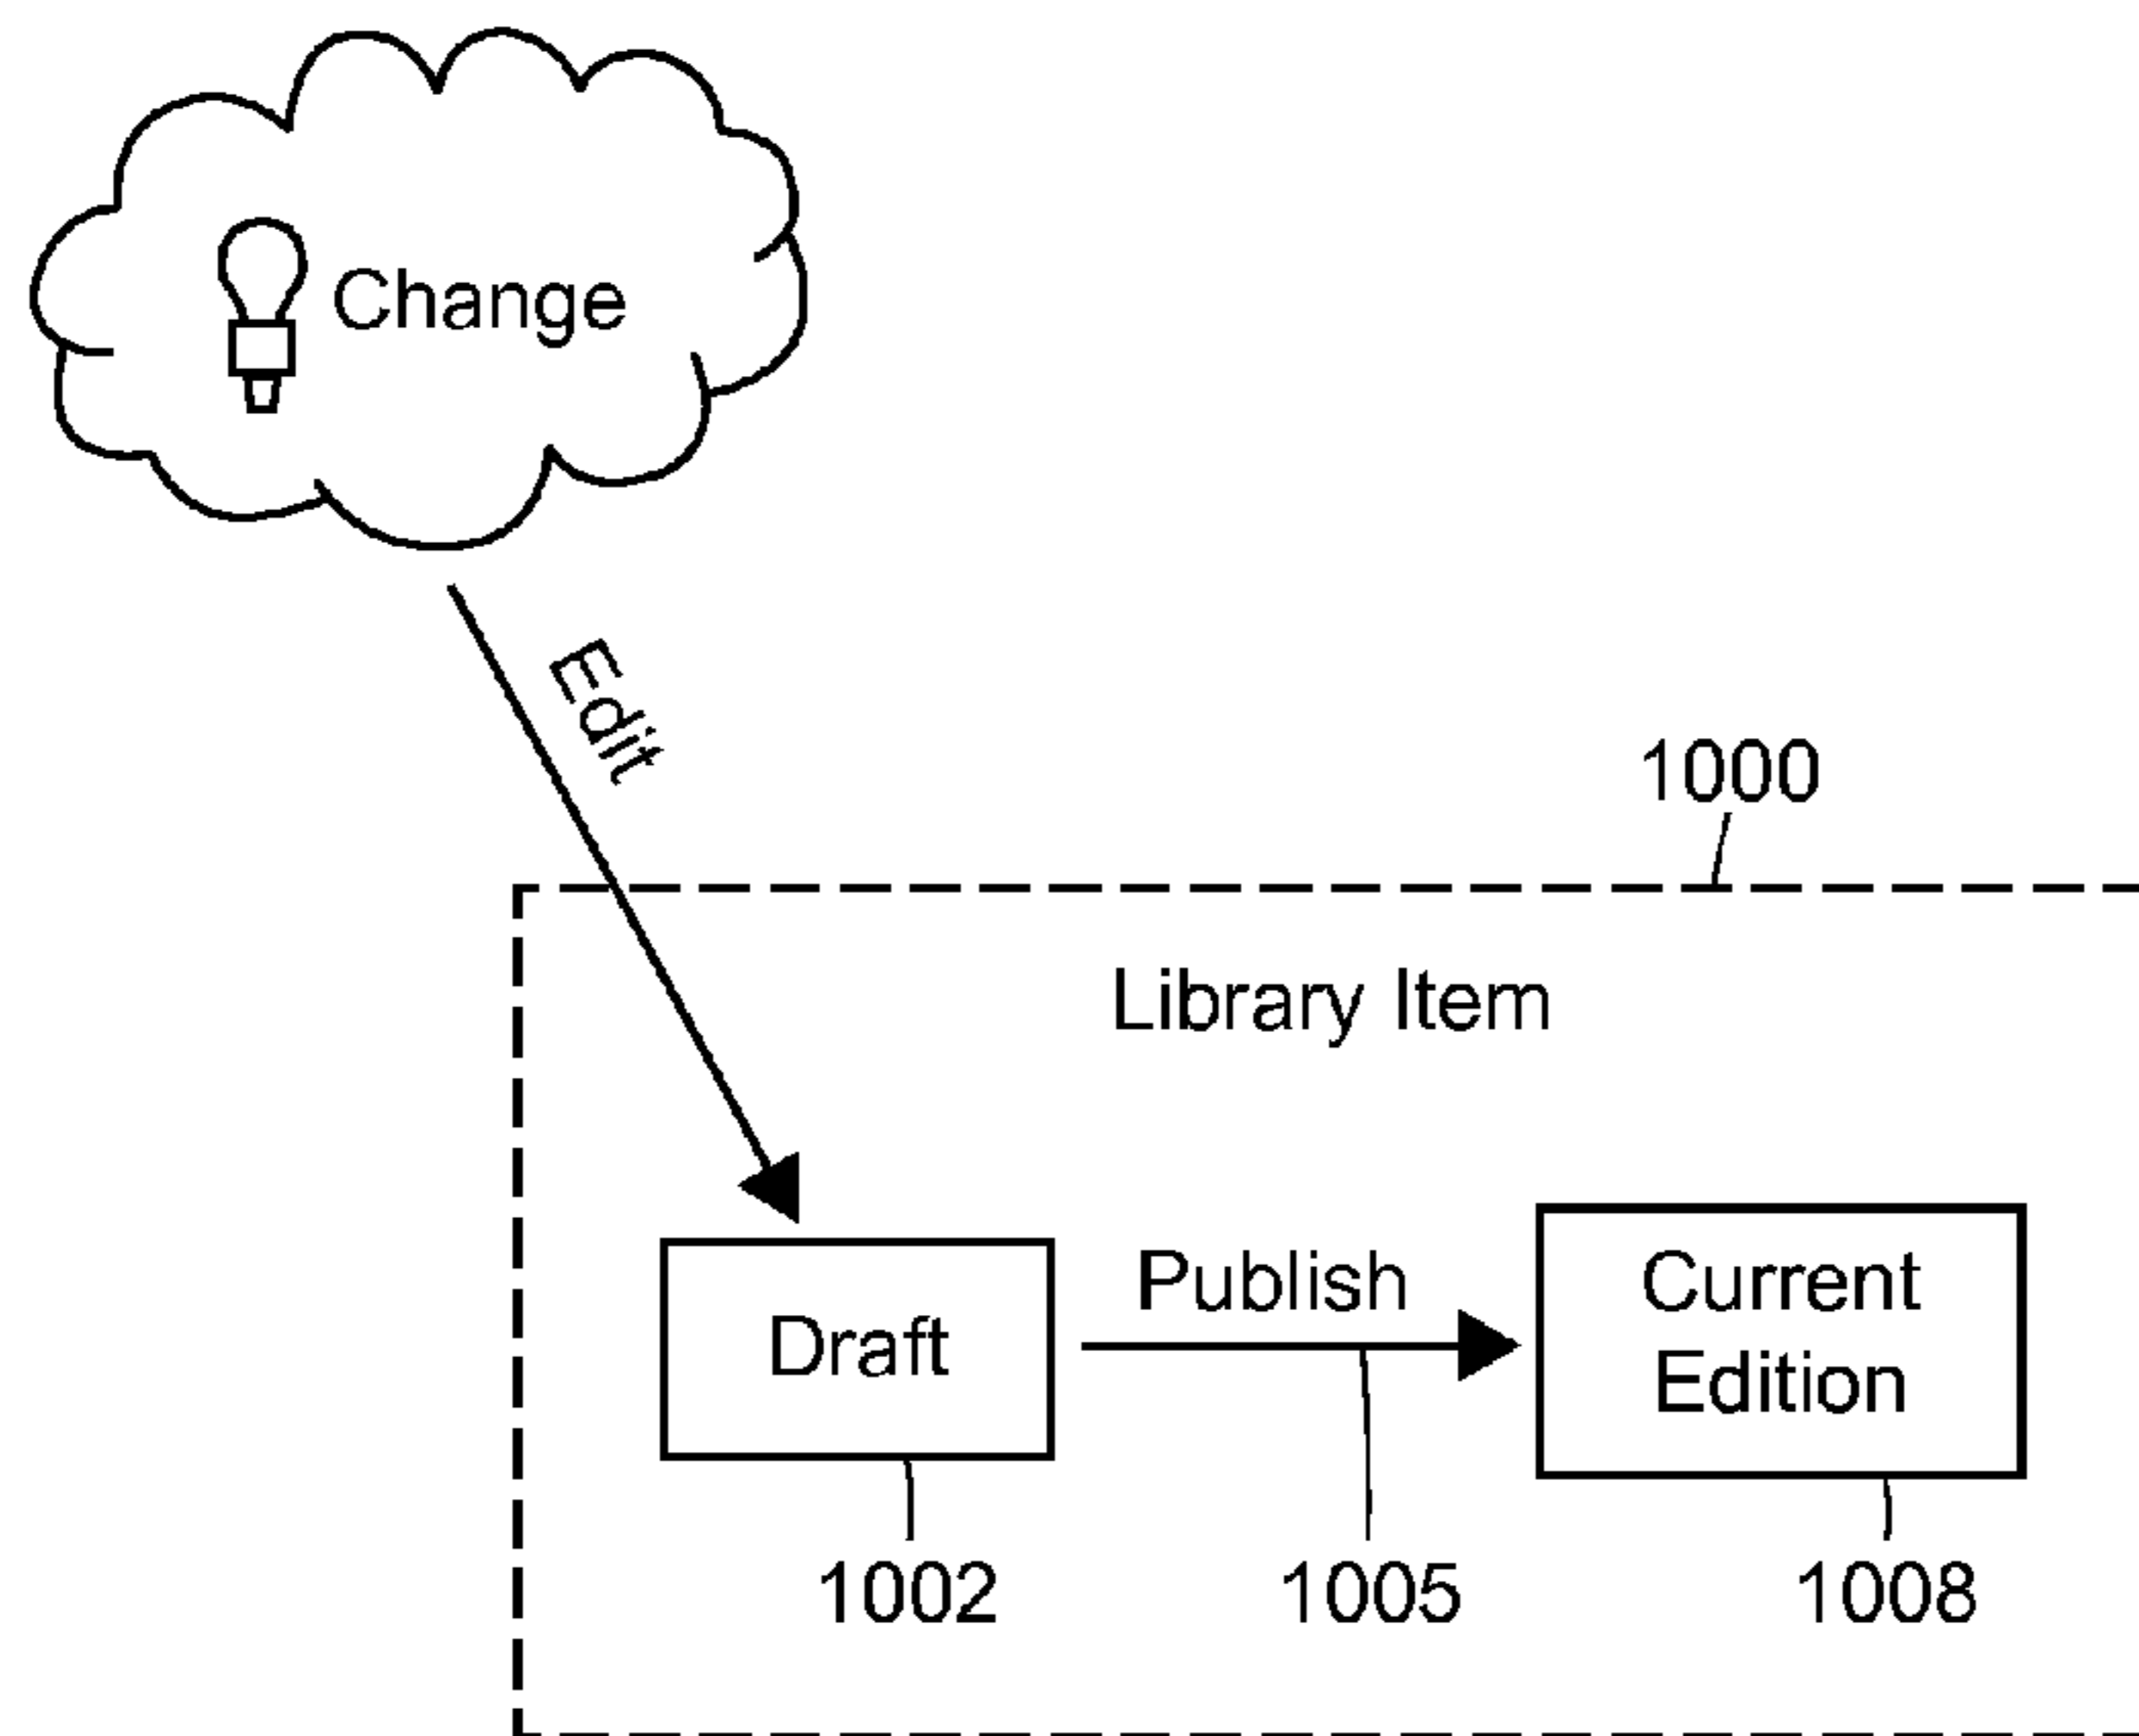 Change
Edit
1000
Library Item
Draft
Publish
Current
Edition
1002
1005
1008